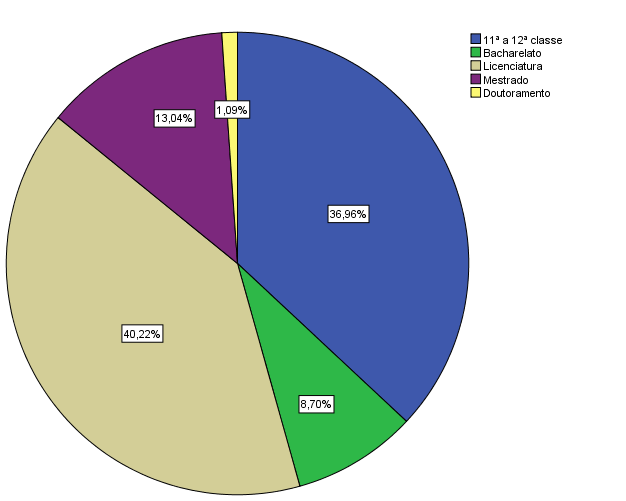 11ª a 12ª classe
Bacharelato
Licenciatura
Mestrado
Doutoramento
1,09%
13,04%
36,96%
40,22%
8,70%